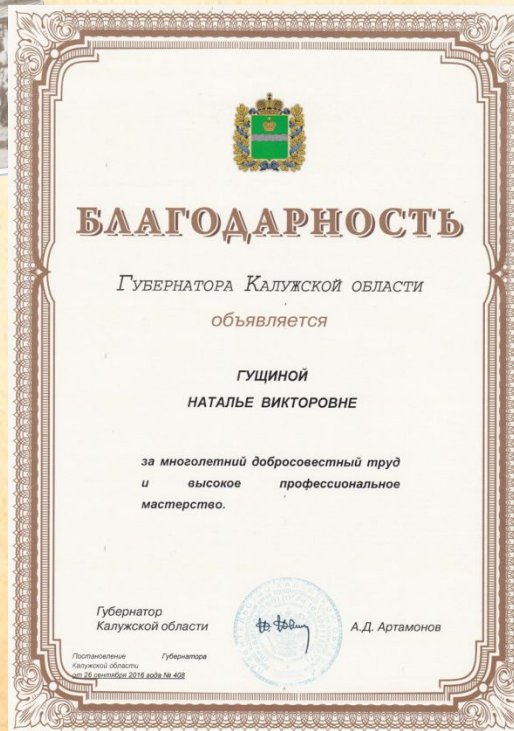 БЛАГОДАРНОСТЬ
ГУБЕРНАТОРА КАЛУЖСКОЙ ОБЛАСТИ
объявляется
ГУЩИНОЙ
НАТАЛЬЕ ВИКТОРОВНЕ
за многолетний добросовестный труд
и высокое профессиональное
мастерство.
Губернатор
Калужской области
А.Д. Артамонов
Постановление Губернатора
Калужской области
от 26 сентября 2016 года № 408